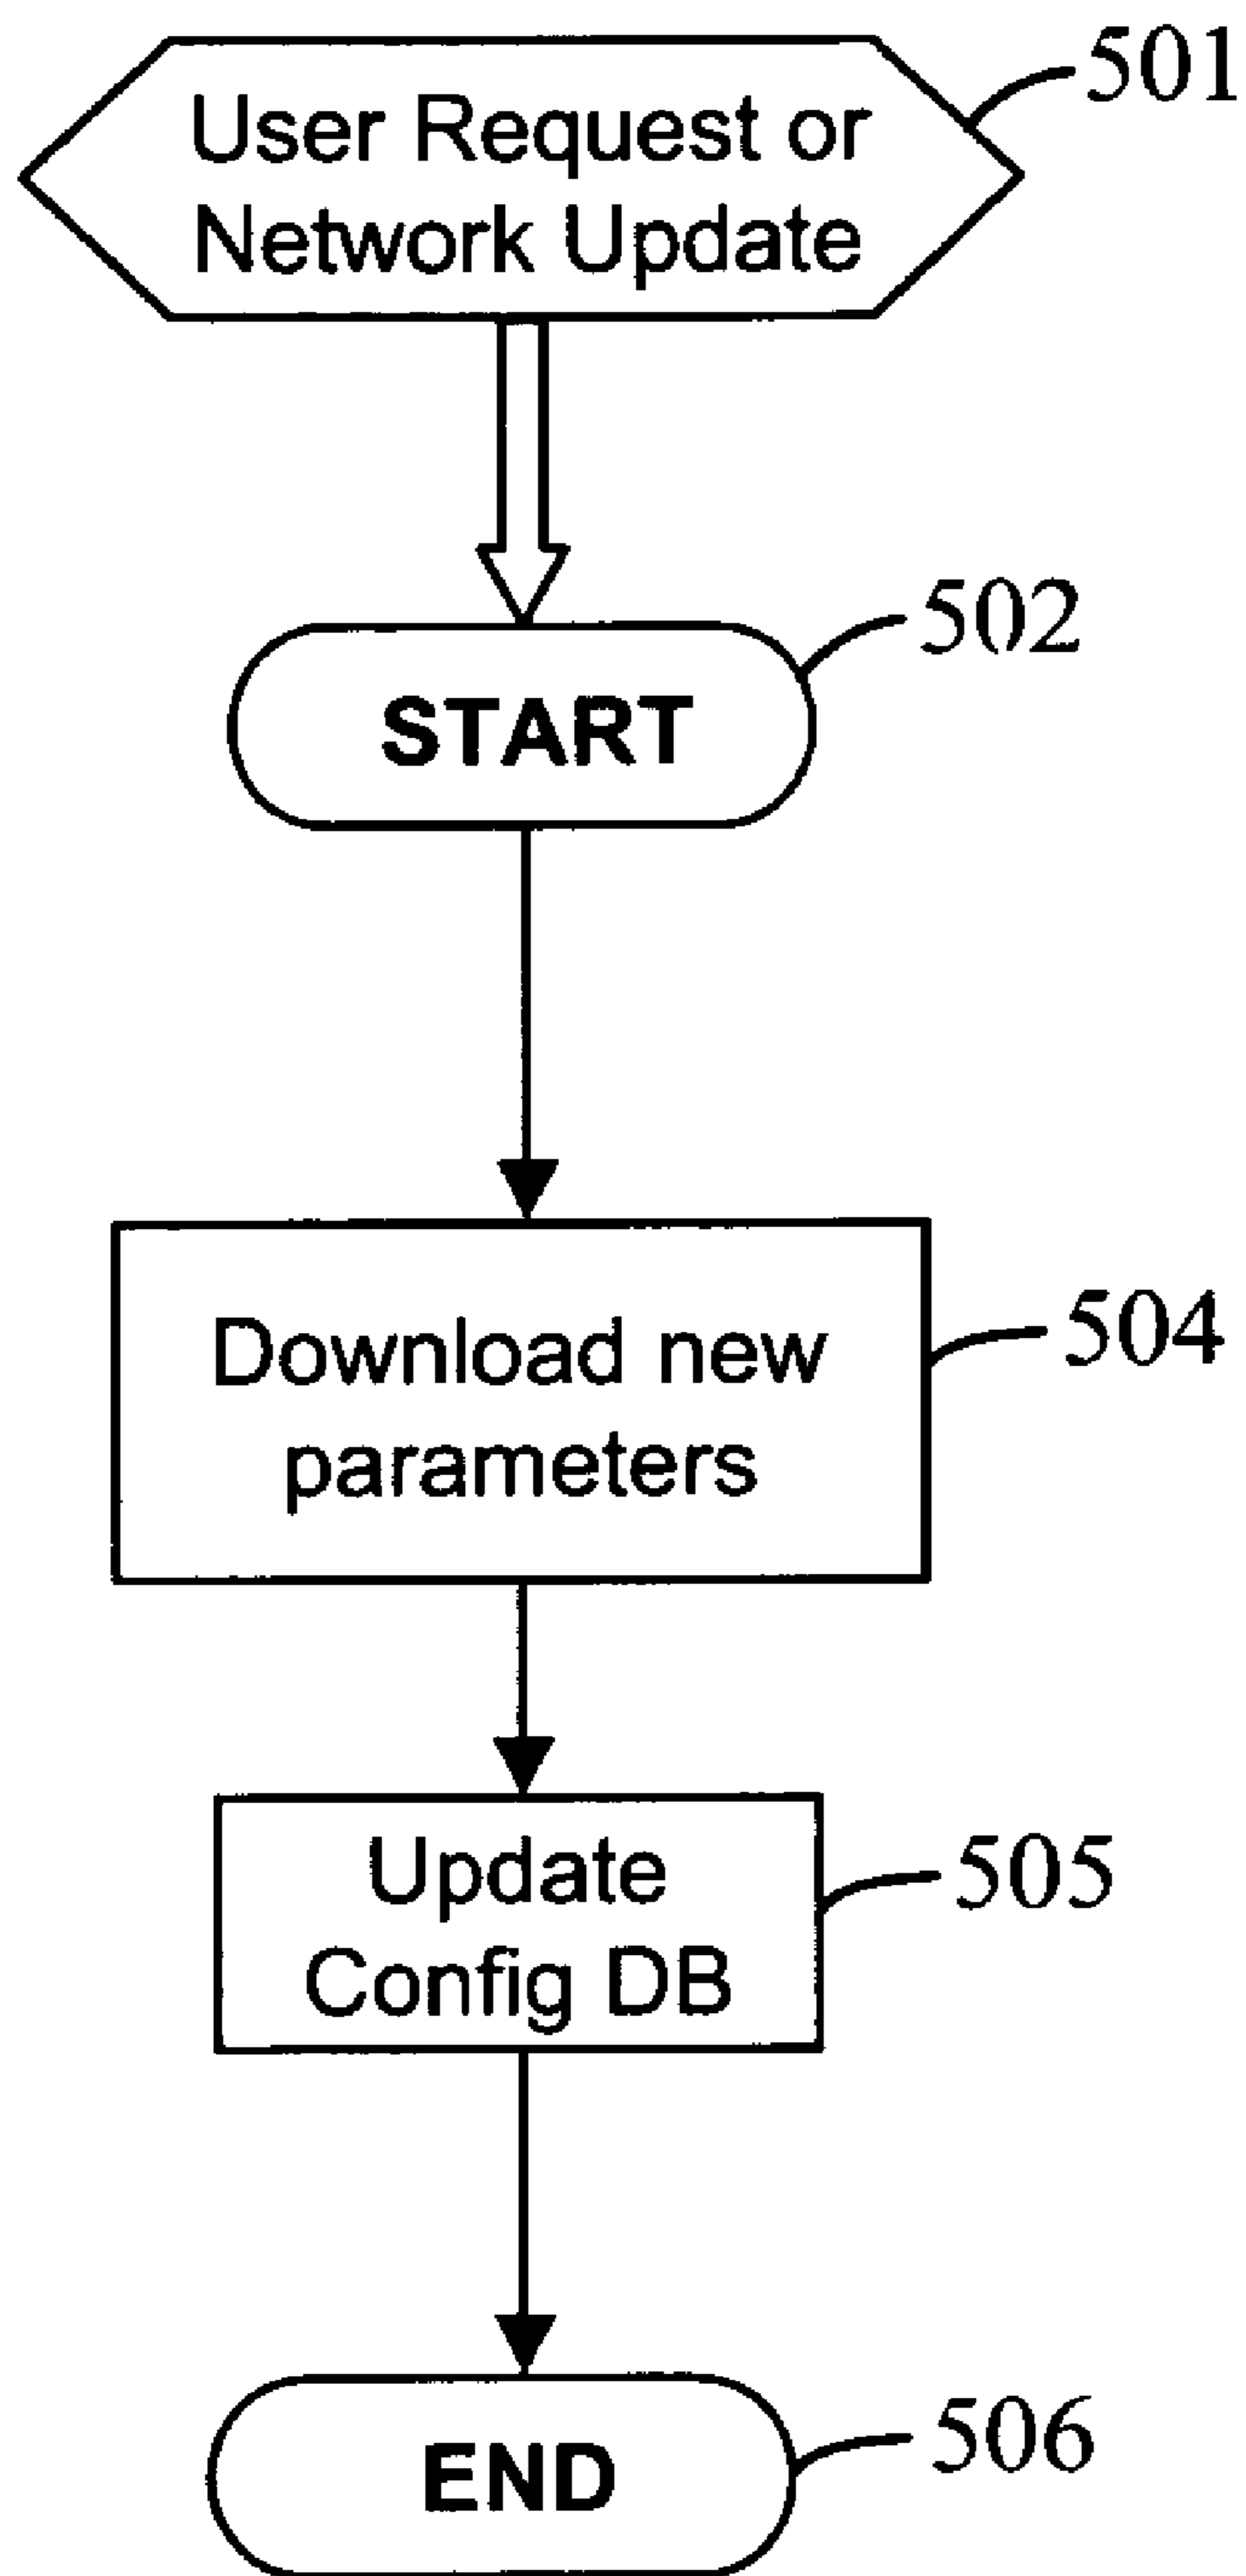 User Request or
Network Update
501
START
502
Download new
parameters
504
Update
Config DB
505
END
506